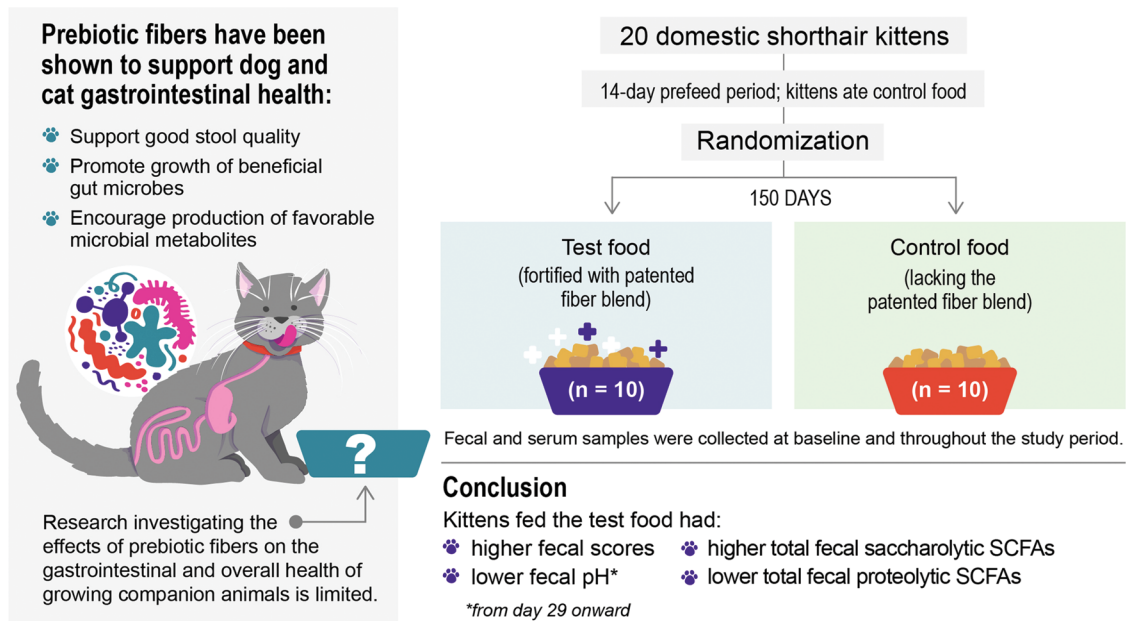 Prebiotic fibers have been
shown to support dog and
cat gastrointestinal health:
Support good stool quality
Promote growth of beneficial
gut microbes
Encourage production of favorable
microbial metabolites
?
Research investigating the
effects of prebiotic fibers on the
gastrointestinal and overall health of
growing companion animals is limited.
20 domestic shorthair kittens
14-day prefeed period; kittens ate control food
Randomization
150 DAYS
Test food
(fortified with patented
fiber blend)
(n = 10)
Control food
(lacking the
patented fiber blend)
(n = 10)
Fecal and serum samples were collected at baseline and throughout the study period.
Conclusion
Kittens fed the test food had:
higher fecal scores
lower fecal pH*
*from day 29 onward
higher total fecal saccharolytic SCFAs
lower total fecal proteolytic SCFAs